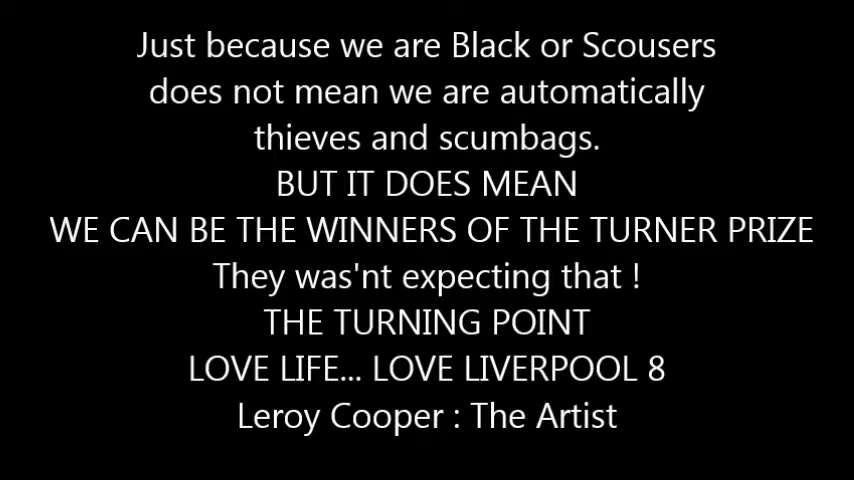 Just because we are Black or Scousers
does not mean we are automatically
thieves and scumbags.
BUT IT DOES MEAN
WE CAN BE THE WINNERS OF THE TURNER PRIZE
They was'nt expecting that !
THE TURNING POINT
LOVE LIFE... LOVE LIVERPOOL 8
Leroy Cooper : The Artist